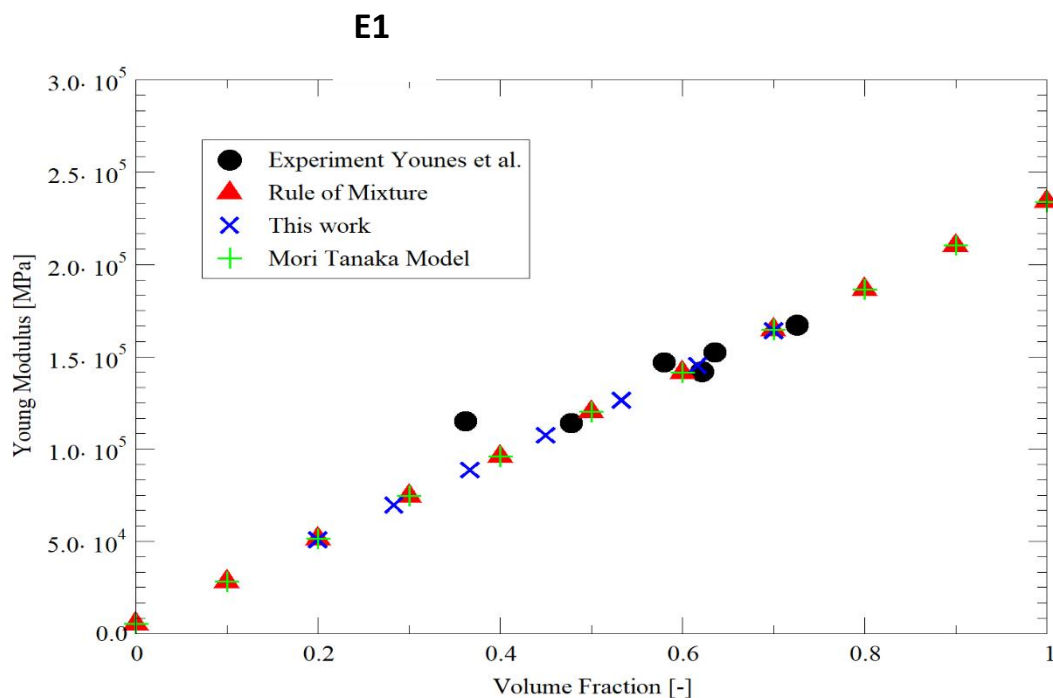 E1
3.0. 10^5
2.5. 10^5
2.0. 10^5
1.5. 10^5
1.0. 10^5
5.0. 10^4
0.0
Young Modulus [MPa]
Experiment Younes et al.
Rule of Mixture
This work
Mori Tanaka Model
0 0.2 0.4 0.6 0.8 1
Volume Fraction [-]